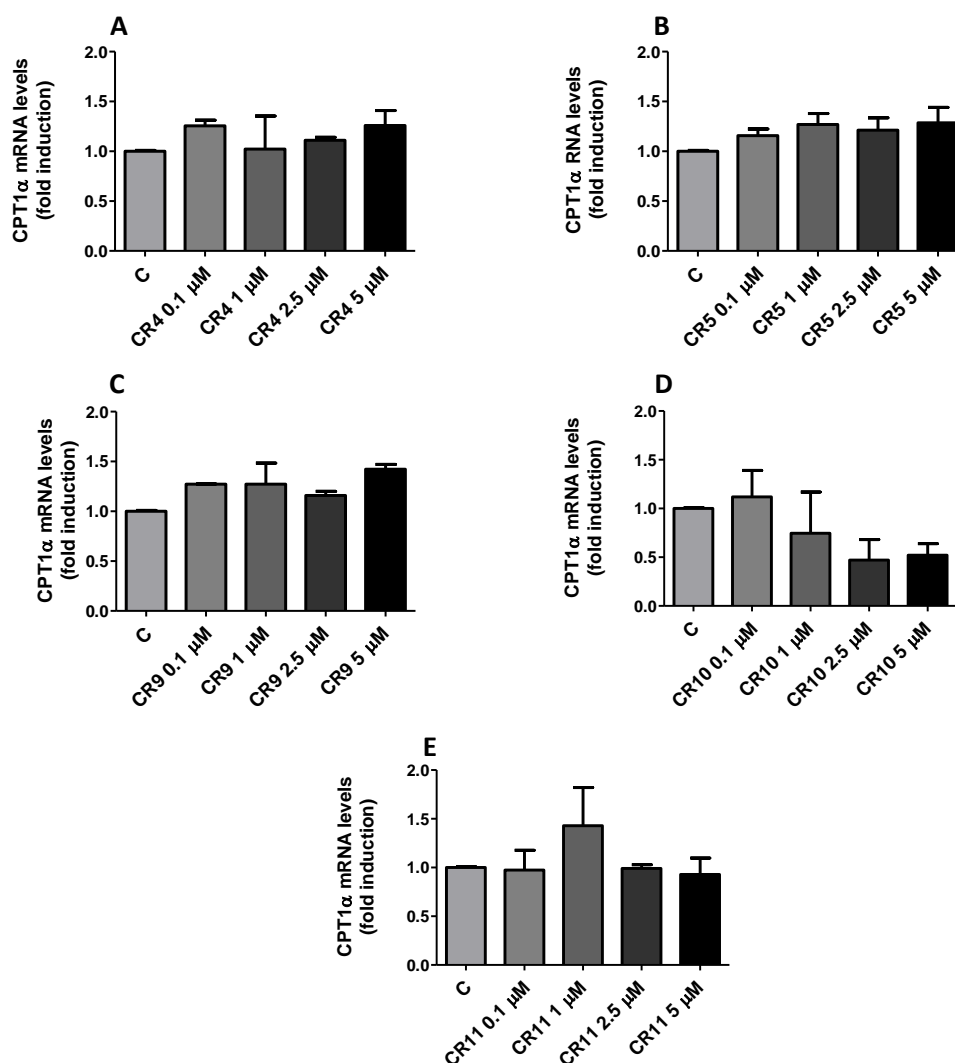 A
CPT1α mRNA levels
(fold induction)
2.0
1.5
1.0
0.5
0.0
C
CR4 0.1 µM
CR4 1 µM
CR4 2.5 µM
CR4 5 µM
B
CPT1α RNA levels
(fold induction)
2.0
1.5
1.0
0.5
0.0
C
CR5 0.1 µM
CR5 1 µM
CR5 2.5 µM
CR5 5 µM
C
CPT1α mRNA levels
(fold induction)
2.0
1.5
1.0
0.5
0.0
C
CR9 0.1 µM
CR9 1 µM
CR9 2.5 µM
CR9 5 µM
D
CPT1α mRNA levels
(fold induction)
2.0
1.5
1.0
0.5
0.0
C
CR10 0.1 µM
CR10 1 µM
CR10 2.5 µM
CR10 5 µM
E
CPT1α mRNA levels
(fold induction)
2.0
1.5
1.0
0.5
0.0
C
CR11 0.1 µM
CR11 1 µM
CR11 2.5 µM
CR11 5 µM